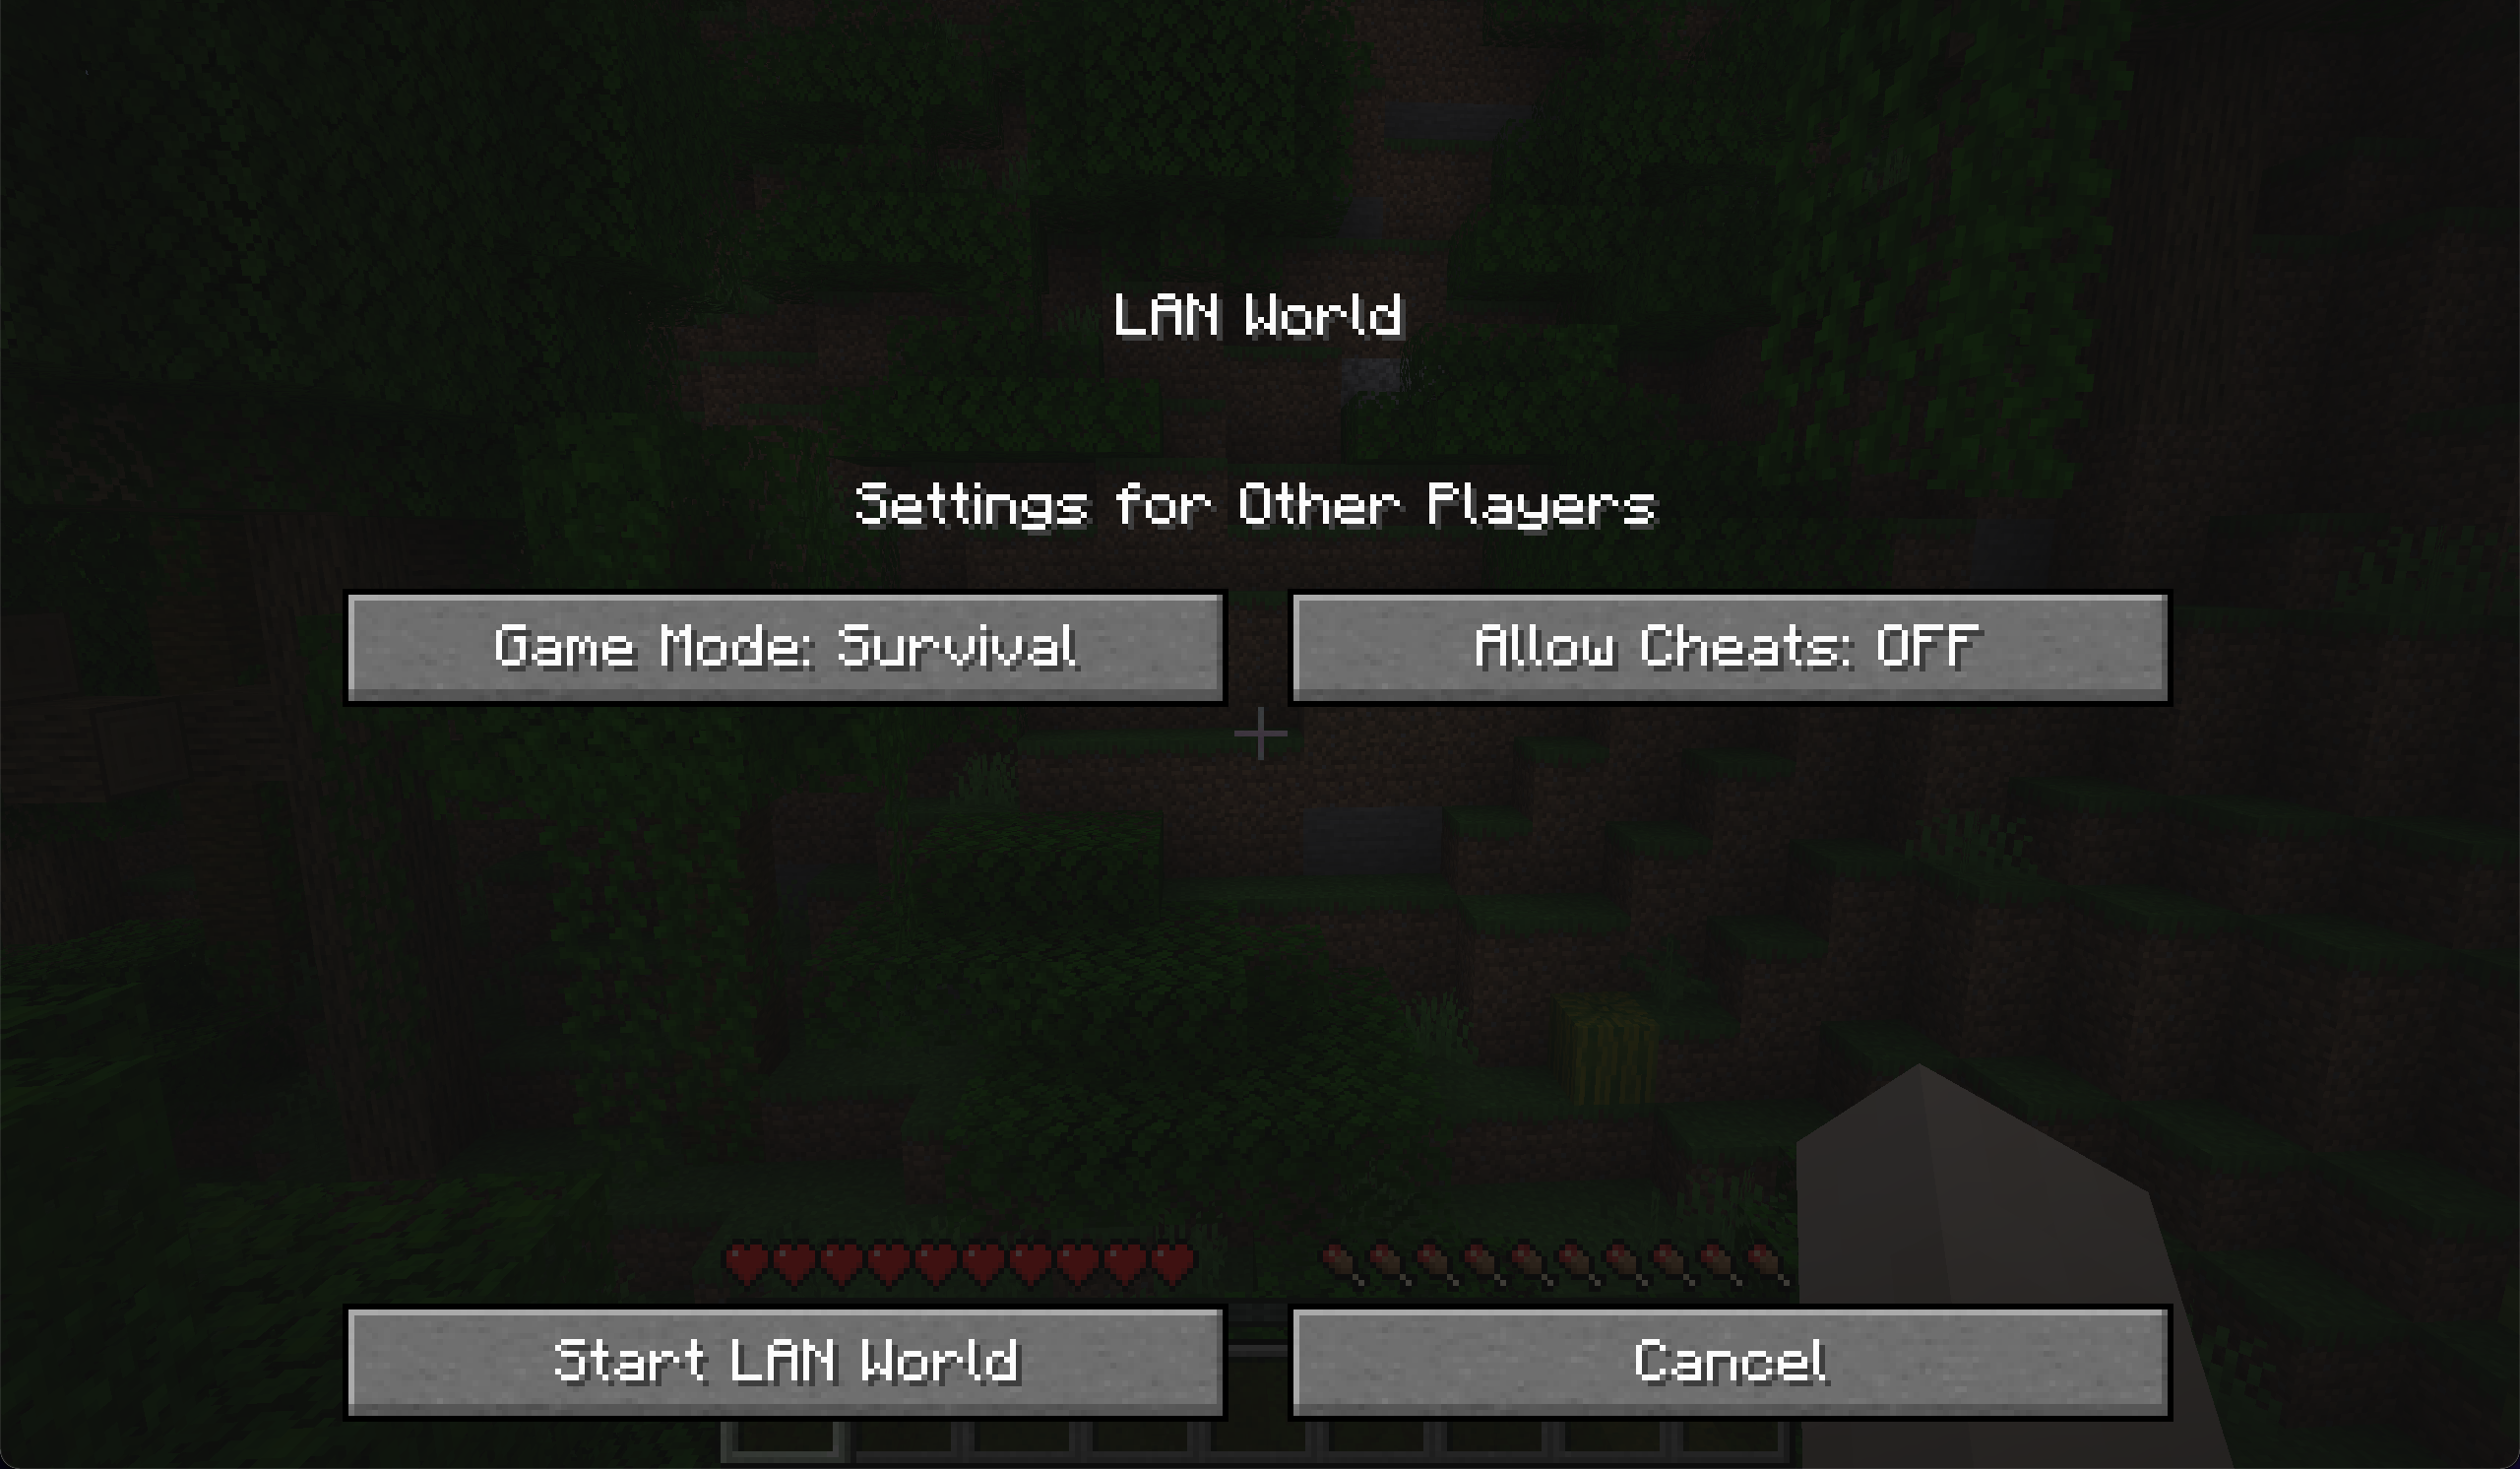 LAN World
Settings for Other Players
Game Mode: Survival
Allow Cheats: OFF
Start LAN World
Cancel